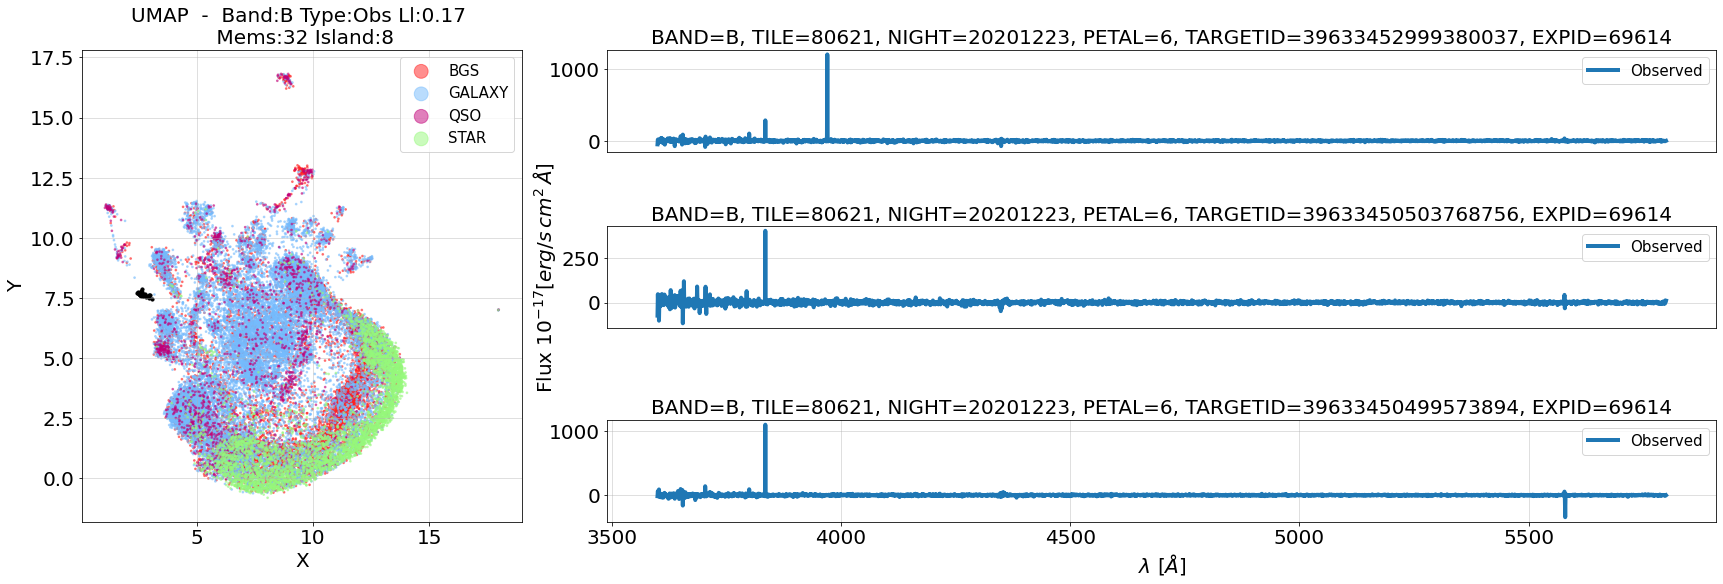 UMAP - Band:B Type:Obs Ll:0.17
Mems:32 Island:8
17.5
15.0
12.5
10.0
7.5
5.0
2.5
0.0
Y
5
10
15
X
BGS
GALAXY
QSO
STAR
Flux 10⁻¹⁷[erg/s cm² Å]
BAND=B, TILE=80621, NIGHT=20201223, PETAL=6, TARGETID=39633452999380037, EXPID=69614
1000
0
Observed
BAND=B, TILE=80621, NIGHT=20201223, PETAL=6, TARGETID=39633450503768756, EXPID=69614
250
0
Observed
BAND=B, TILE=80621, NIGHT=20201223, PETAL=6, TARGETID=39633450499573894, EXPID=69614
1000
0
Observed
3500
4000
4500
5000
5500
λ [Å]